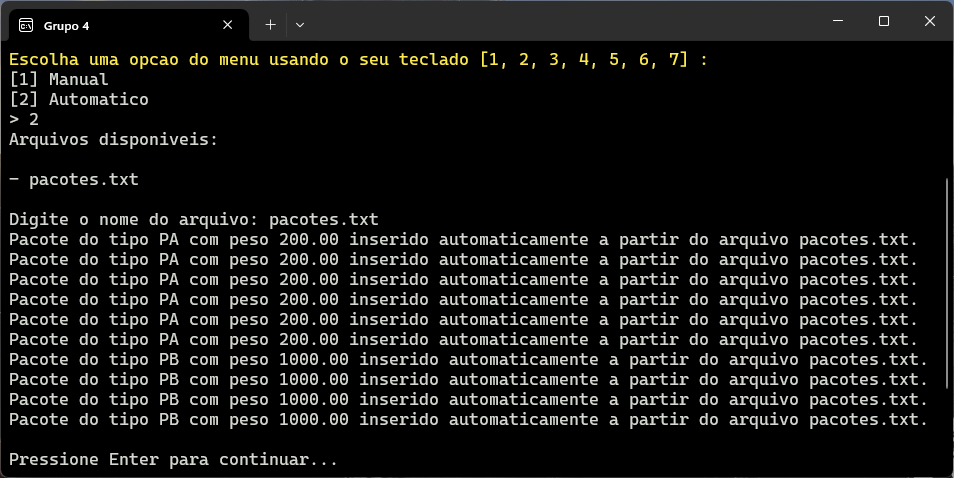 Grupo 4
Escolha uma opcao do menu usando o seu teclado [1, 2, 3, 4, 5, 6, 7] :
[1] Manual
[2] Automatico
> 2
Arquivos disponiveis:
- pacotes.txt
Digite o nome do arquivo: pacotes.txt
Pacote do tipo PA com peso 200.00 inserido automaticamente a partir do arquivo pacotes.txt.
Pacote do tipo PA com peso 200.00 inserido automaticamente a partir do arquivo pacotes.txt.
Pacote do tipo PA com peso 200.00 inserido automaticamente a partir do arquivo pacotes.txt.
Pacote do tipo PA com peso 200.00 inserido automaticamente a partir do arquivo pacotes.txt.
Pacote do tipo PA com peso 200.00 inserido automaticamente a partir do arquivo pacotes.txt.
Pacote do tipo PA com peso 200.00 inserido automaticamente a partir do arquivo pacotes.txt.
Pacote do tipo PB com peso 1000.00 inserido automaticamente a partir do arquivo pacotes.txt.
Pacote do tipo PB com peso 1000.00 inserido automaticamente a partir do arquivo pacotes.txt.
Pacote do tipo PB com peso 1000.00 inserido automaticamente a partir do arquivo pacotes.txt.
Pacote do tipo PB com peso 1000.00 inserido automaticamente a partir do arquivo pacotes.txt.
Pressione Enter para continuar...